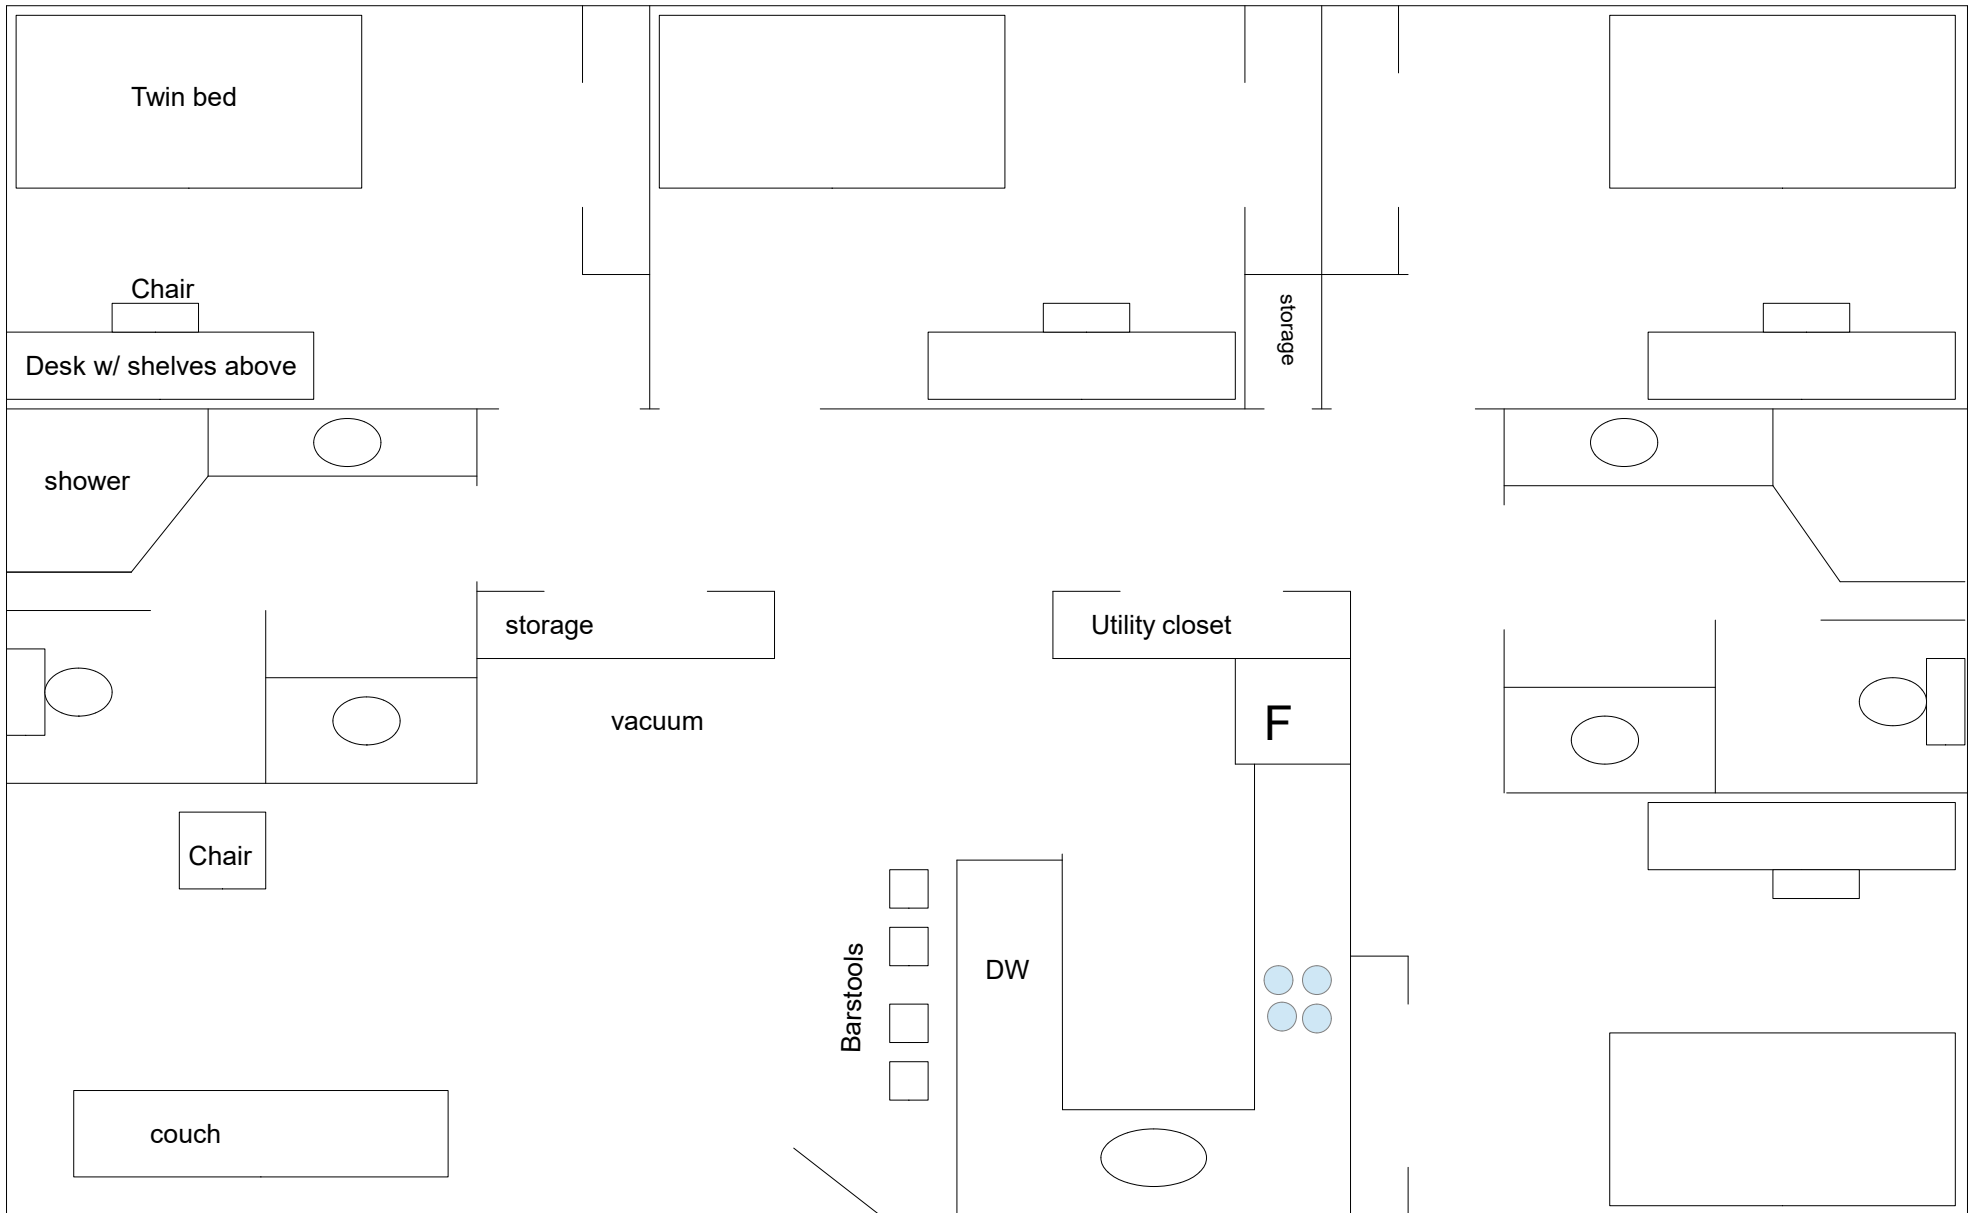 Twin bed
Chair
Desk w/ shelves above
storage
shower
storage
Utility closet
vacuum
F
Chair
Barstools
DW
couch